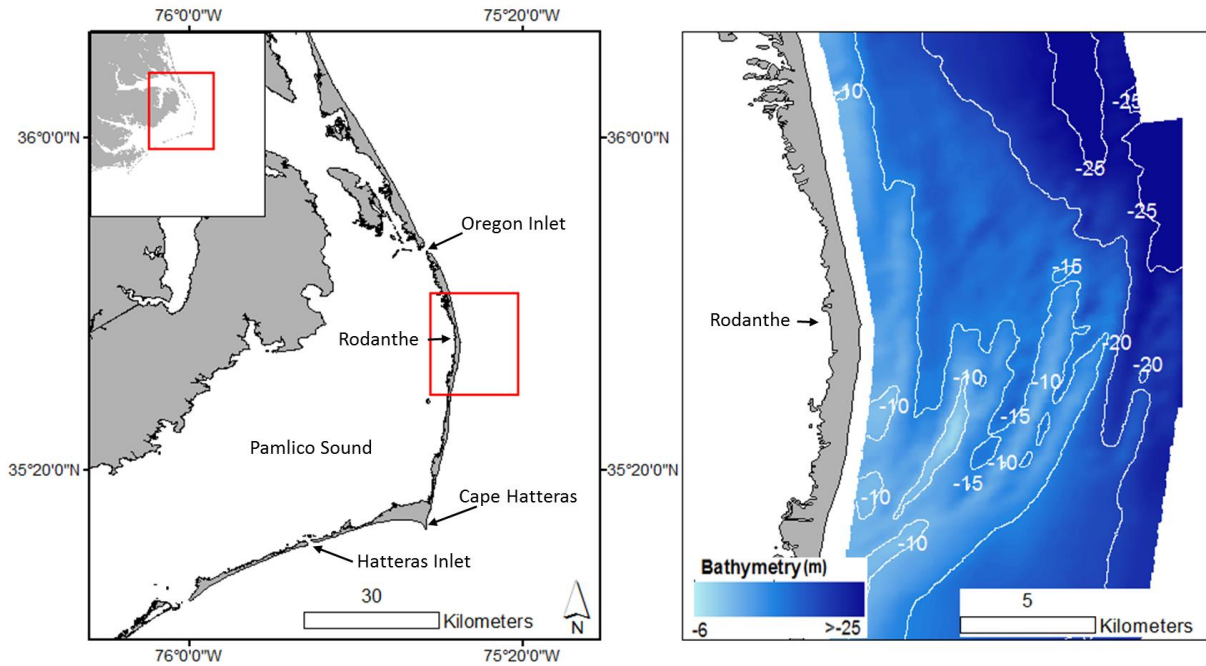 76°0'0"W
75°20'0"W
36°0'0"N
36°0'0"N
Oregon Inlet
Rodanthe
Pamlico Sound
35°20'0"N
35°20'0"N
Cape Hatteras
Hatteras Inlet
30
Kilometers
N
76°0'0"W
75°20'0"W
-10
-25
-25
-25
-15
Rodanthe
-20
-20
-10
-10
-10
-15
-10
-15
-10
-10
Bathymetry (m)
-6
>-25
5
Kilometers